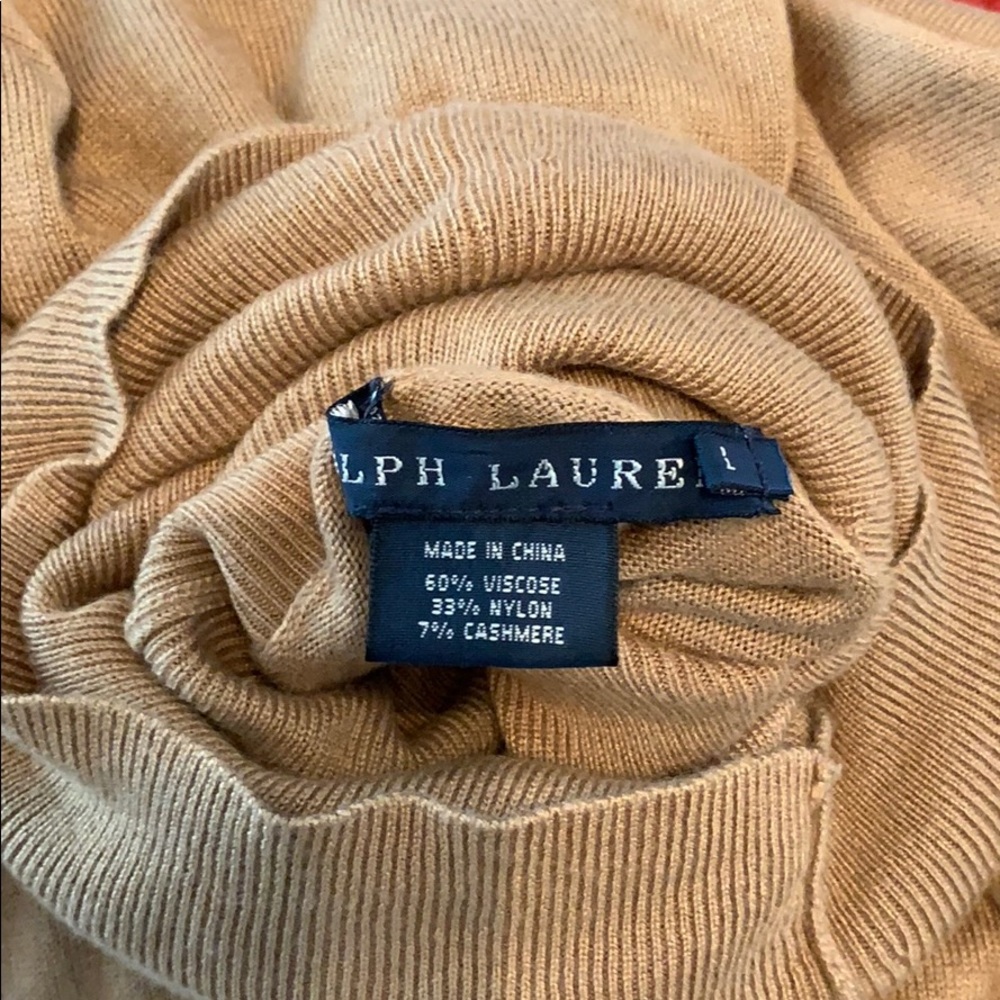 LPH LAURE L
MADE IN CHINA
60% VISCOSE
33% NYLON
7% CASHMERE